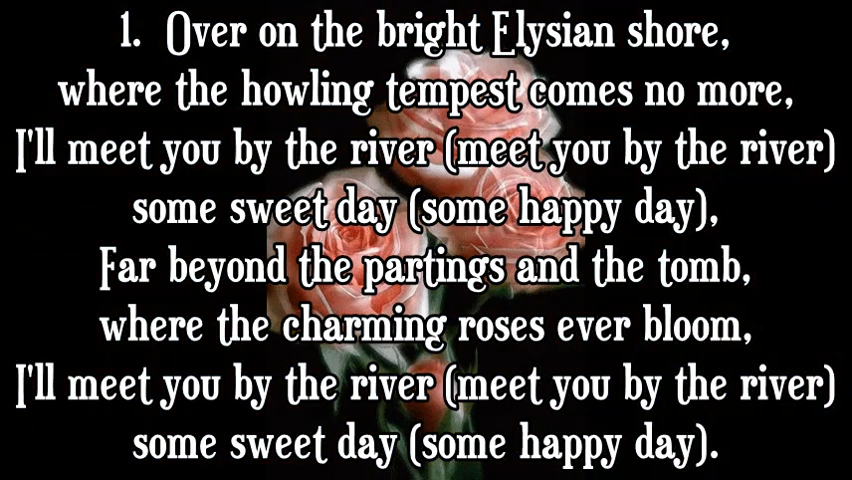 1. Over on the bright Elysian shore,
where the howling tempest comes no more,
I'll meet you by the river (meet you by the river)
some sweet day (some happy day),
Far beyond the partings and the tomb,
where the charming roses ever bloom,
I'll meet you by the river (meet you by the river)
some sweet day (some happy day).